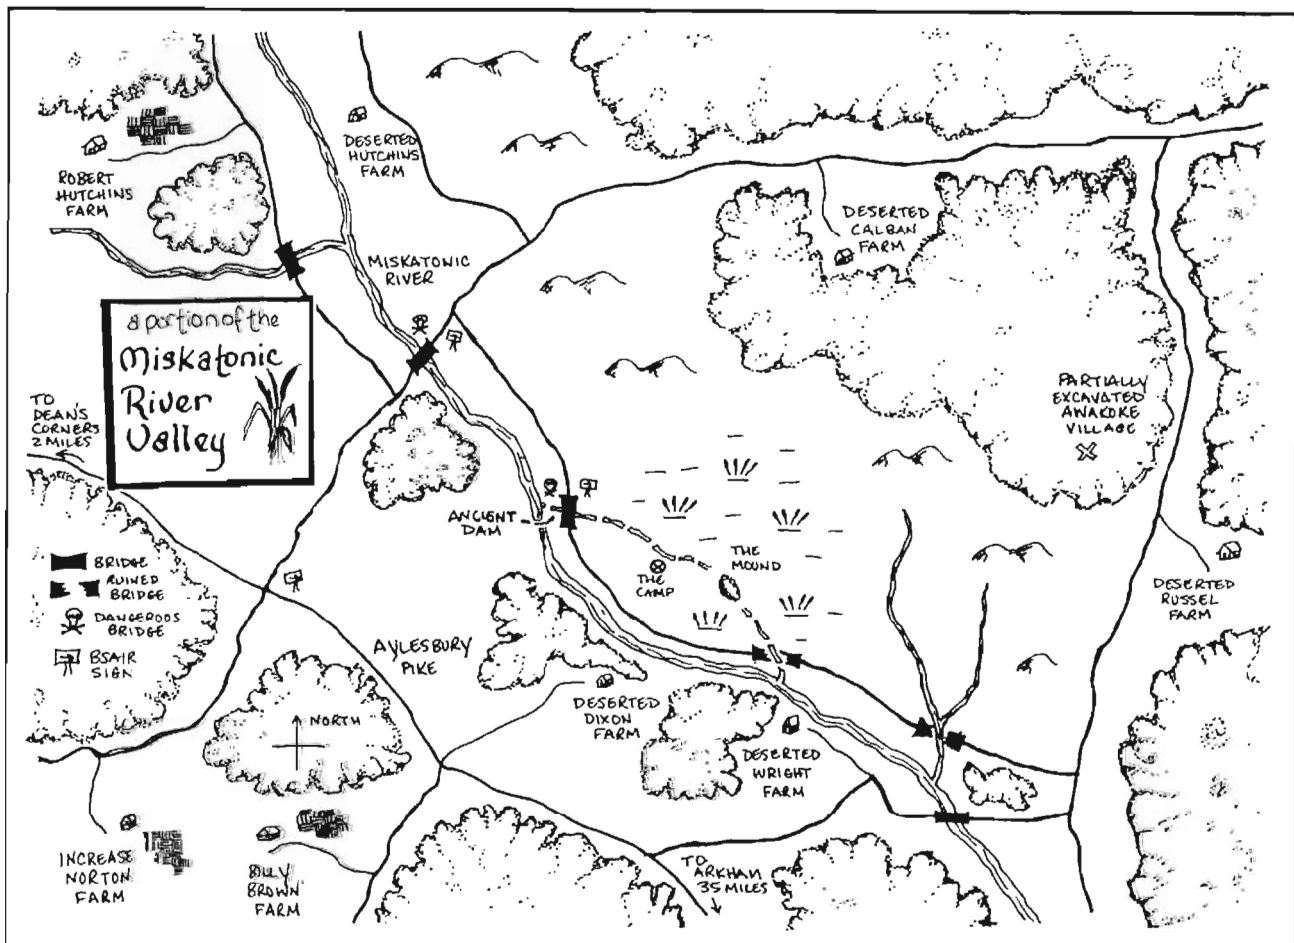 DESERTED
HUTCHINS
FARM
ROBERT
HUTCHINS
FARM
DESERTED
CALBAN
FARM
MISKATONIC
RIVER
a portion of the
Miskatonic
River
Valley
TO
DEAN'S
CORNERS
2 MILES
PARTIALLY
EXCAVATED
AWAKOKE
VILLAGE
ANCIENT
DAM
THE
MOUND
THE
CAMP
BRIDGE
RUINED
BRIDGE
DANGEROOS
BRIDGE
BSAIR
SIGN
DESERTED
RUSSEL
FARM
AYLESBURY
PIKE
NORTH
DESERTED
DIXON
FARM
DESERTED
WRIGHT
FARM
INCREASE
NORTON
FARM
BILLY
BROWN
FARM
TO
ARKHAM
35 MILES